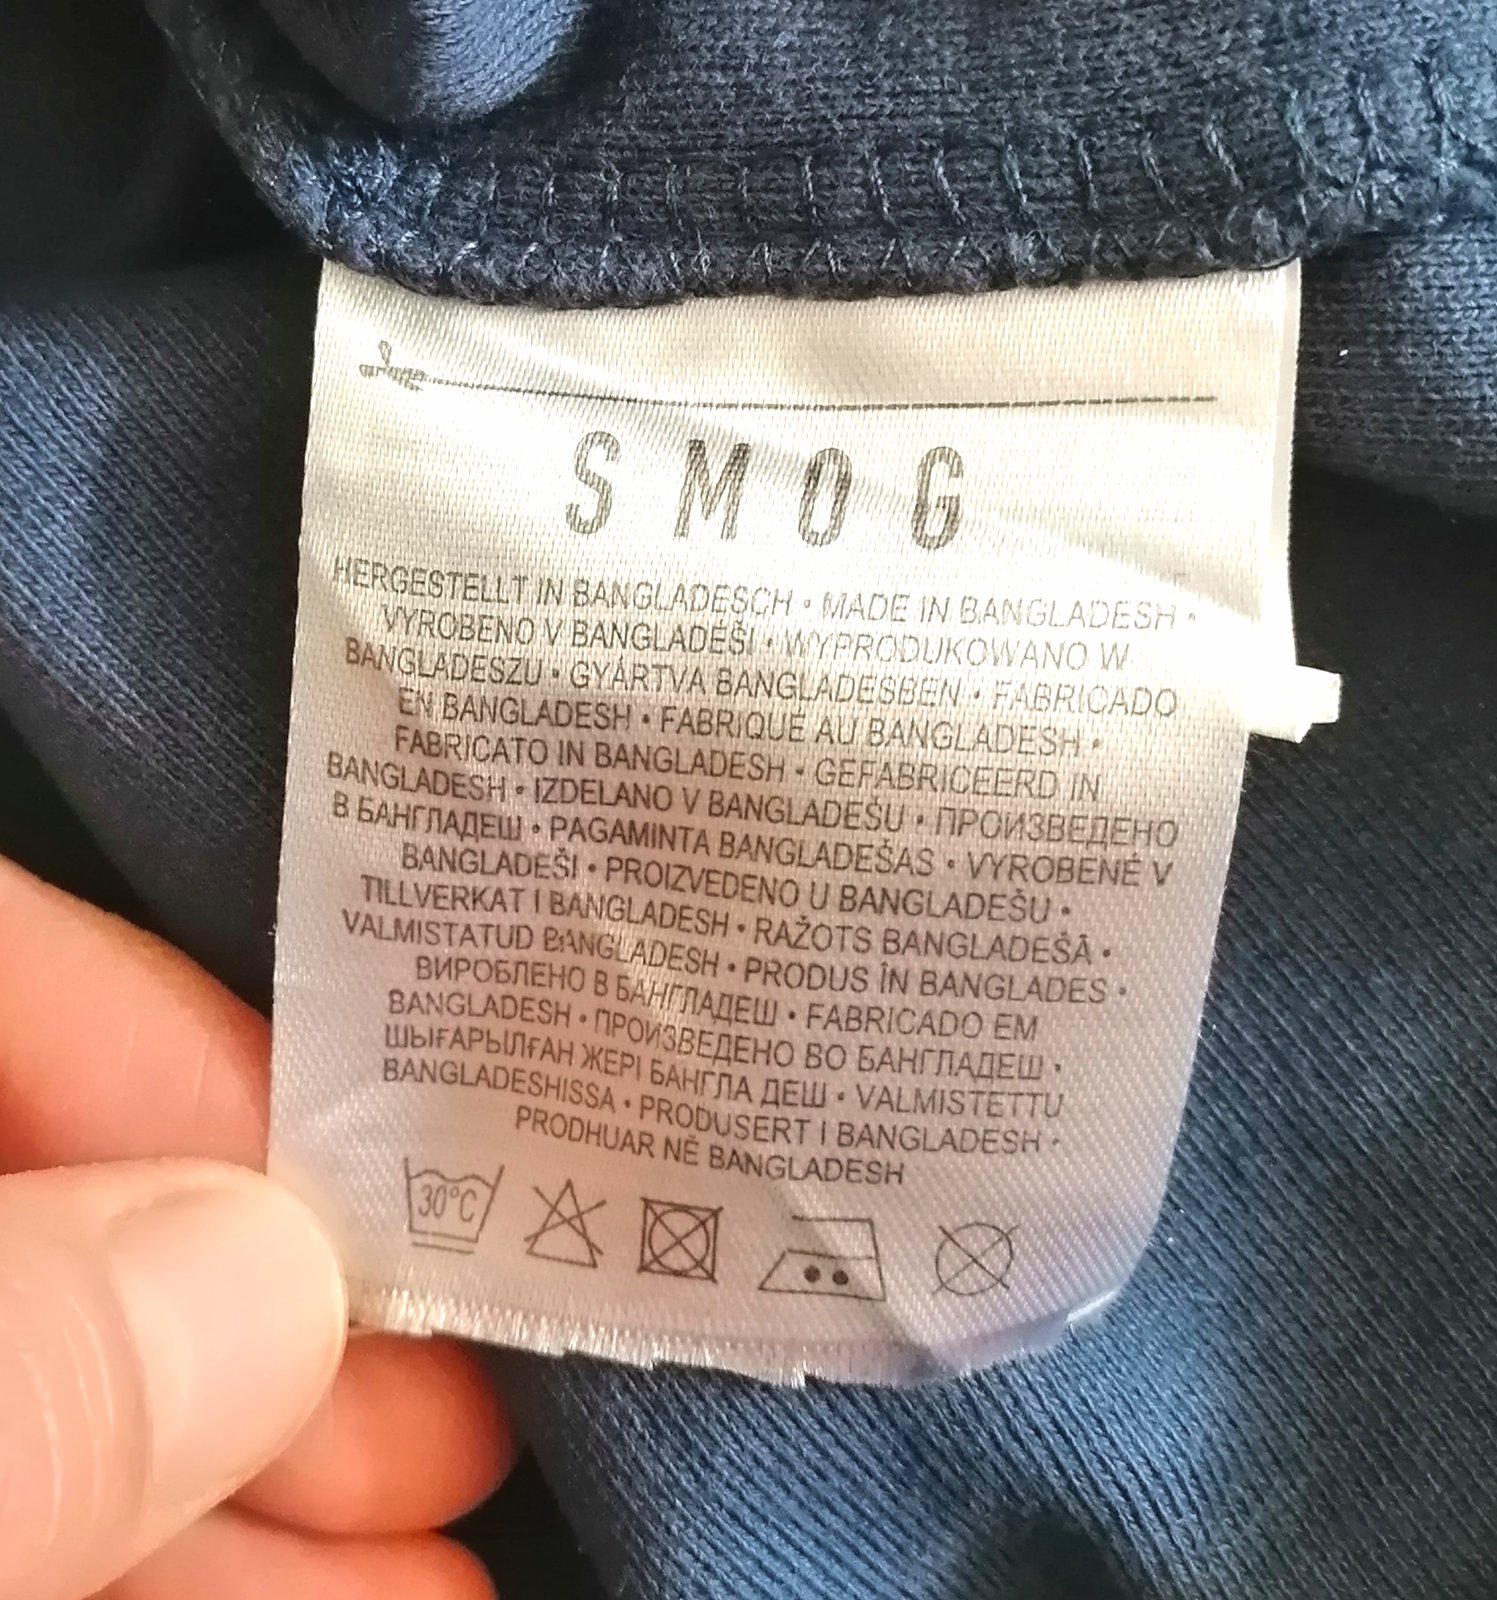 SMOG
HERGESTELLT IN BANGLADESCH • MADE IN BANGLADESH •
VYROBENO V BANGLADÉŠI • WYPRODUKOWANO W
BANGLADESZU • GYÁRTVA BANGLADESBEN • FABRICADO
EN BANGLADESH • FABRIQUÉ AU BANGLADESH •
FABRICATO IN BANGLADESH • GEFABRICEERD IN
BANGLADESH • IZDELANO V BANGLADEŠU • ПРОИЗВЕДЕНО
В БАНГЛАДЕШ • PAGAMINTA BANGLADEŠAS • VYROBENÉ V
BANGLADEŠI • PROIZVEDENO U BANGLADEŠU •
TILLVERKAT I BANGLADESH • RAŽOTS BANGLADEŠĀ •
VALMISTATUD BANGLADESH • PRODUS ÎN BANGLADES •
ВИРОБЛЕНО В БАНГЛАДЕШ • FABRICADO EM
BANGLADESH • ПРОИЗВЕДЕНО ВО БАНГЛАДЕШ •
ШЫҒАРЫЛҒАН ЖЕРІ БАНГЛА ДЕШ • VALMISTETTU
BANGLADESHISSA • PRODUSERT I BANGLADESH •
PRODHUAR NË BANGLADESH
30°C